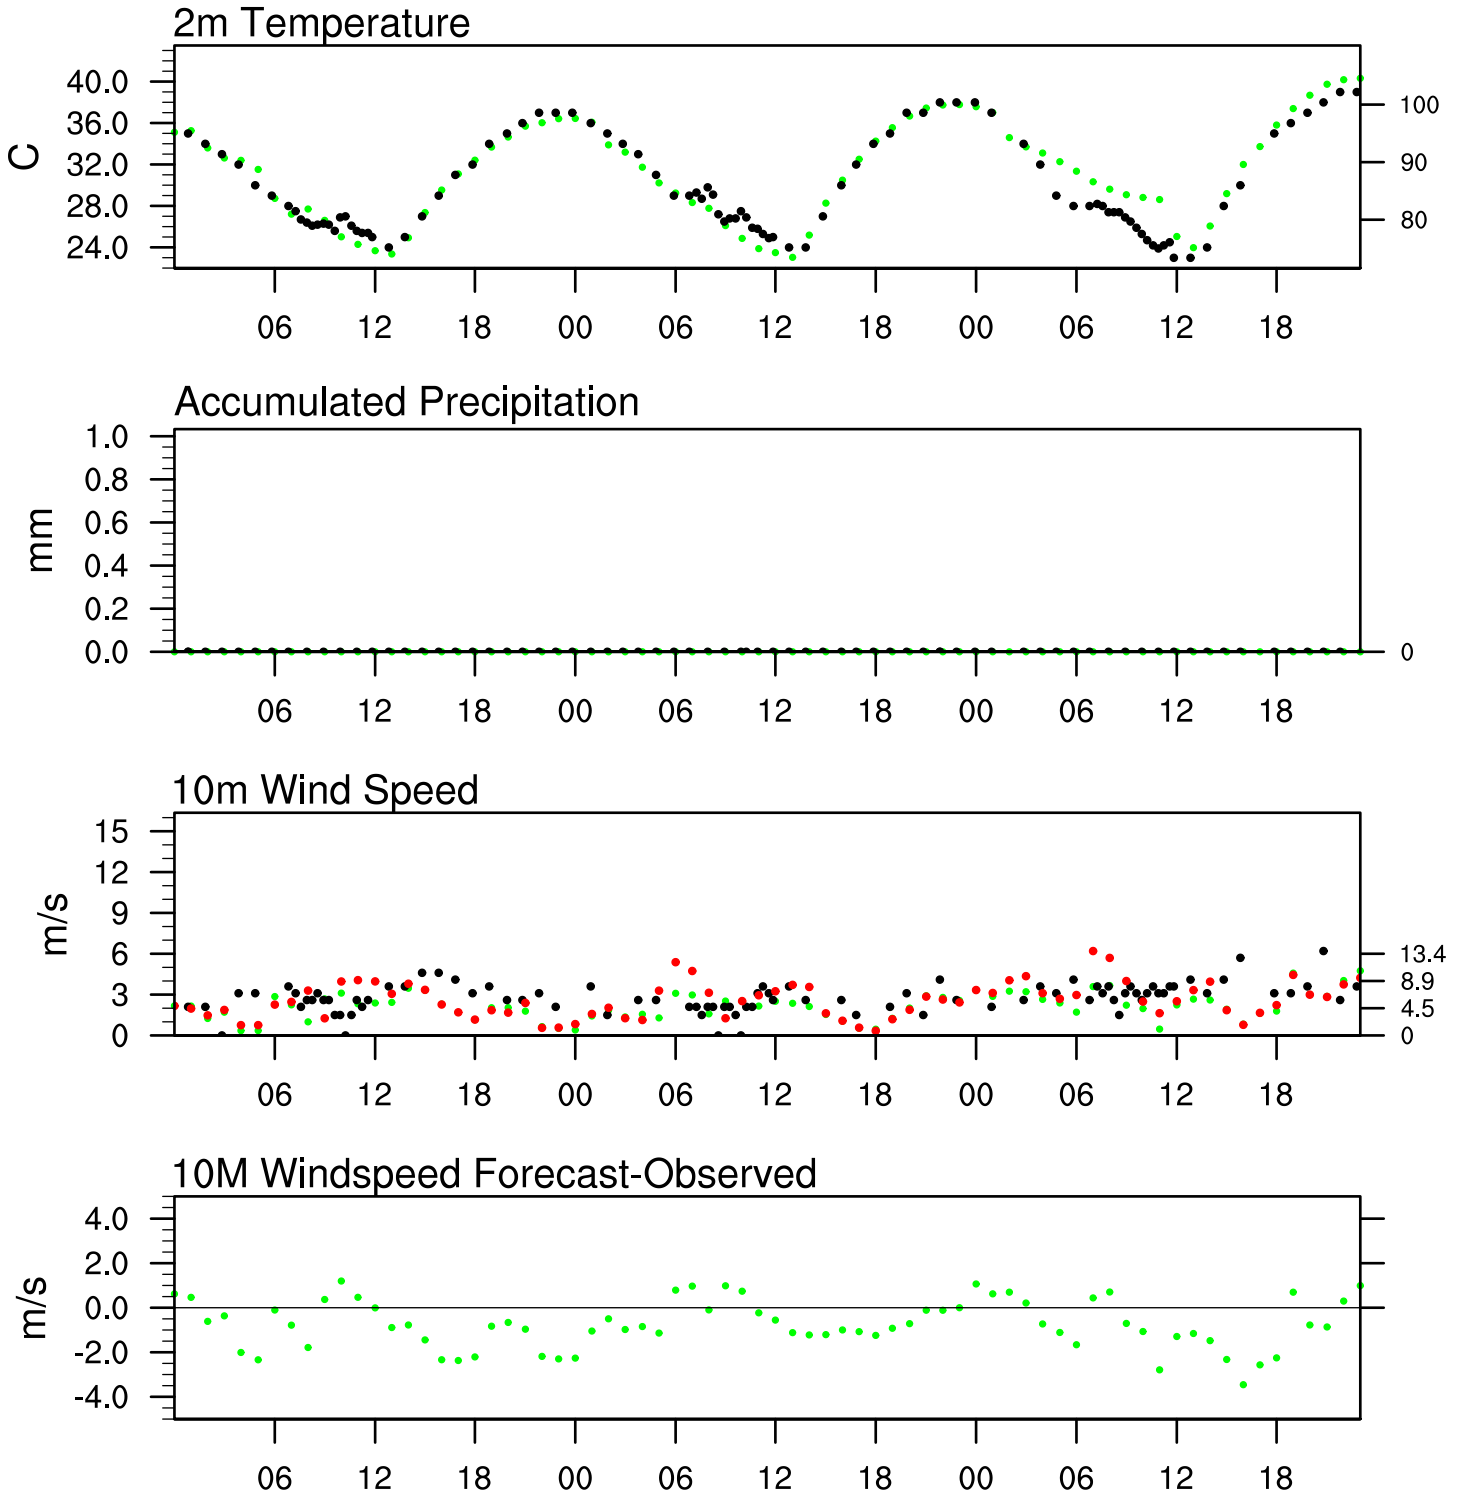 2m Temperature
40.0
36.0
32.0
28.0
24.0
C
100
90
80
06 12 18 00 06 12 18 00 06 12 18
Accumulated Precipitation
1.0
0.8
0.6
0.4
0.2
0.0
mm
0
06 12 18 00 06 12 18 00 06 12 18
10m Wind Speed
15
12
9
6
3
0
m/s
13.4
8.9
4.5
0
06 12 18 00 06 12 18 00 06 12 18
10M Windspeed Forecast-Observed
4.0
2.0
0.0
-2.0
-4.0
m/s
06 12 18 00 06 12 18 00 06 12 18